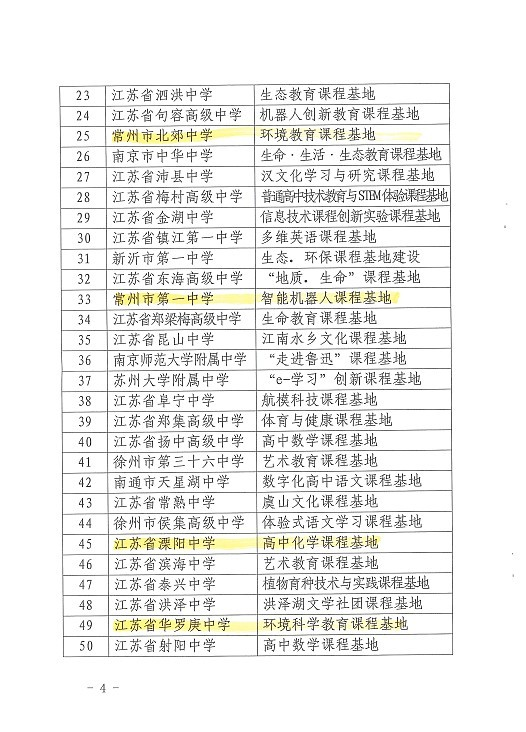 23 江苏省泗洪中学 生态教育课程基地
24 江苏省句容高级中学 机器人创新教育课程基地
25 常州市北郊中学 环境教育课程基地
26 南京市中华中学 生命·生活·生态教育课程基地
27 江苏省沛县中学 汉文化学习与研究课程基地
28 江苏省梅村高级中学 普通高中技术教育与STEM体验课程基地
29 江苏省金湖中学 信息技术课程创新实验课程基地
30 江苏省镇江第一中学 多维英语课程基地
31 新沂市第一中学 生态．环保课程基地建设
32 江苏省东海高级中学 “地质．生命”课程基地
33 常州市第一中学 智能机器人课程基地
34 江苏省郑梁梅高级中学 生命教育课程基地
35 江苏省昆山中学 江南水乡文化课程基地
36 南京师范大学附属中学 “走进鲁迅”课程基地
37 苏州大学附属中学 “e-学习”创新课程基地
38 江苏省阜宁中学 航模科技课程基地
39 江苏省郑集高级中学 体育与健康课程基地
40 江苏省扬中高级中学 高中数学课程基地
41 徐州市第三十六中学 艺术教育课程基地
42 南通市天星湖中学 数字化高中语文课程基地
43 江苏省常熟中学 虞山文化课程基地
44 徐州市侯集高级中学 体验式语文学习课程基地
45 江苏省溧阳中学 高中化学课程基地
46 江苏省滨海中学 艺术教育课程基地
47 江苏省泰兴中学 植物育种技术与实践课程基地
48 江苏省洪泽中学 洪泽湖文学社团课程基地
49 江苏省华罗庚中学 环境科学教育课程基地
50 江苏省射阳中学 高中数学课程基地
- 4 -